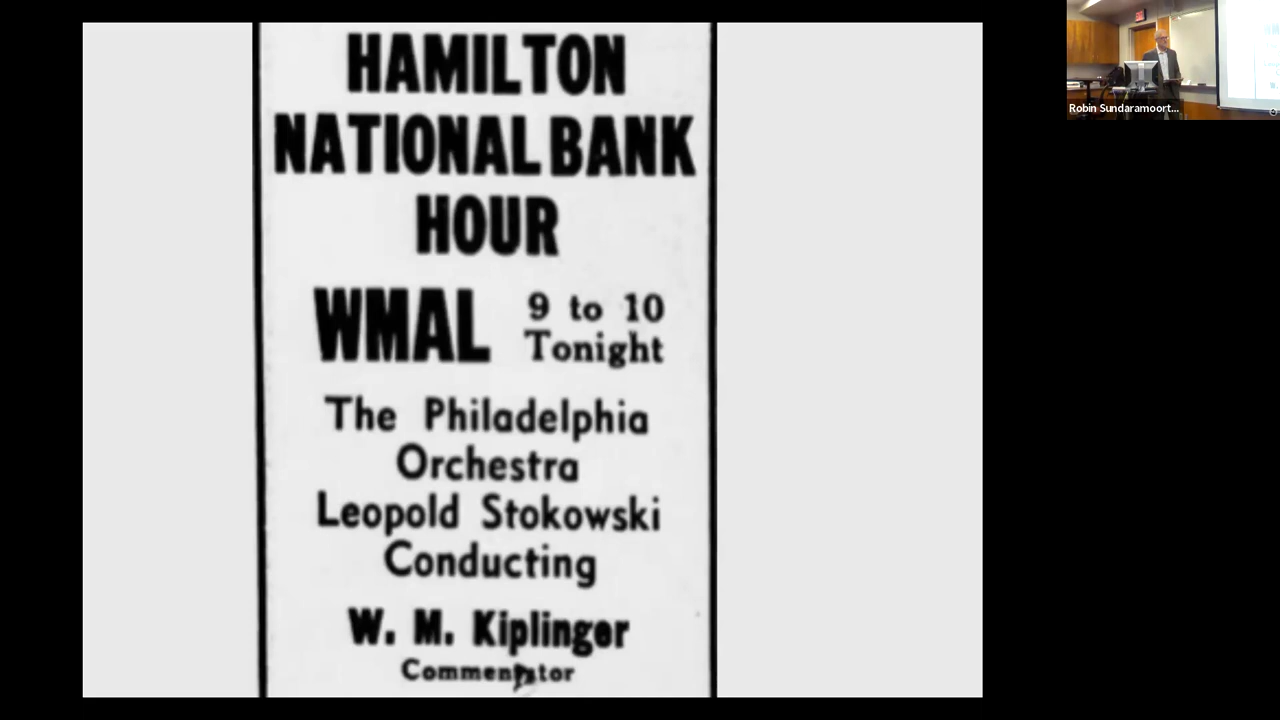 HAMILTON
NATIONAL BANK
HOUR
WMAL 9 to 10
Tonight
The Philadelphia
Orchestra
Leopold Stokowski
Conducting
W. M. Kiplinger
Commentator
Robin Sundaramoort...